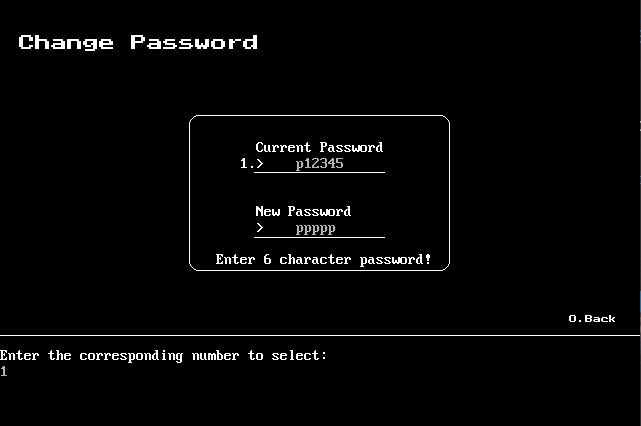 Change Password
Current Password
1.> p12345
New Password
> ppppp
Enter 6 character password!
0.Back
Enter the corresponding number to select:
1